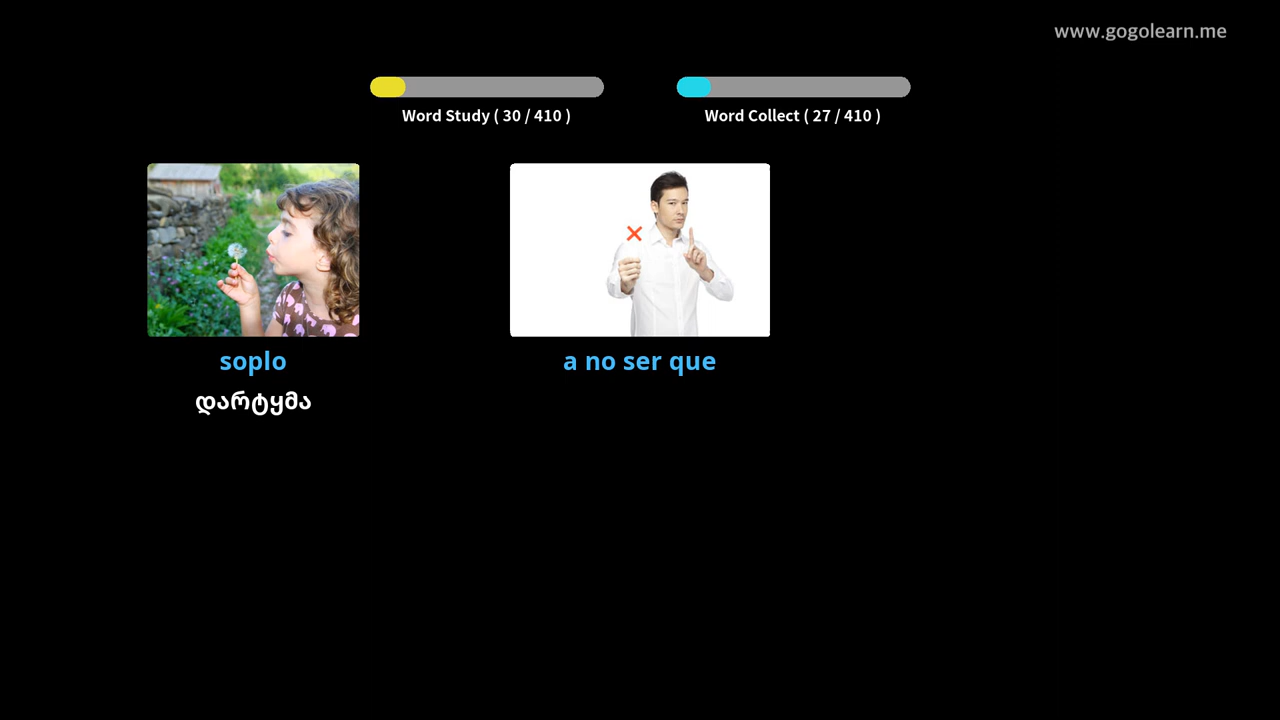 www.gogolearn.me
Word Study ( 30 / 410 )
Word Collect ( 27 / 410 )
soplo
დარტყმა
a no ser que